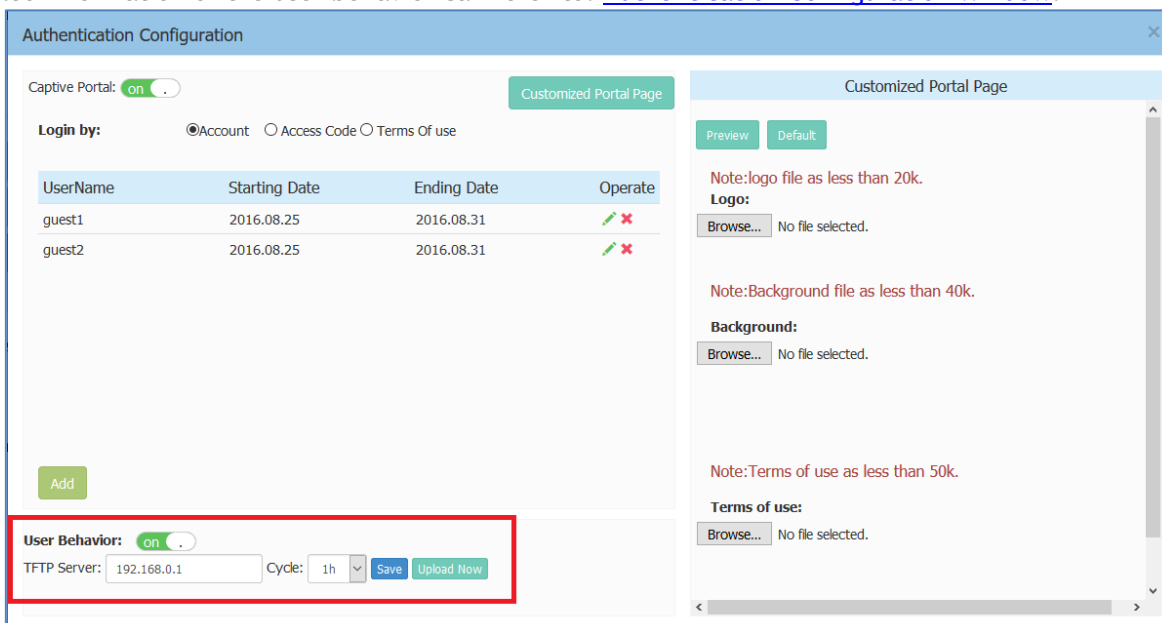 Authentication Configuration
Captive Portal: on .
Customized Portal Page
Login by: Account Access Code Terms Of use
UserName Starting Date Ending Date Operate
guest1 2016.08.25 2016.08.31
guest2 2016.08.25 2016.08.31
Add
User Behavior: on .
TFTP Server: 192.168.0.1 Cycle: 1h Save Upload Now
Customized Portal Page
Preview Default
Note:logo file as less than 20k.
Logo:
Browse... No file selected.
Note:Background file as less than 40k.
Background:
Browse... No file selected.
Note:Terms of use as less than 50k.
Terms of use:
Browse... No file selected.